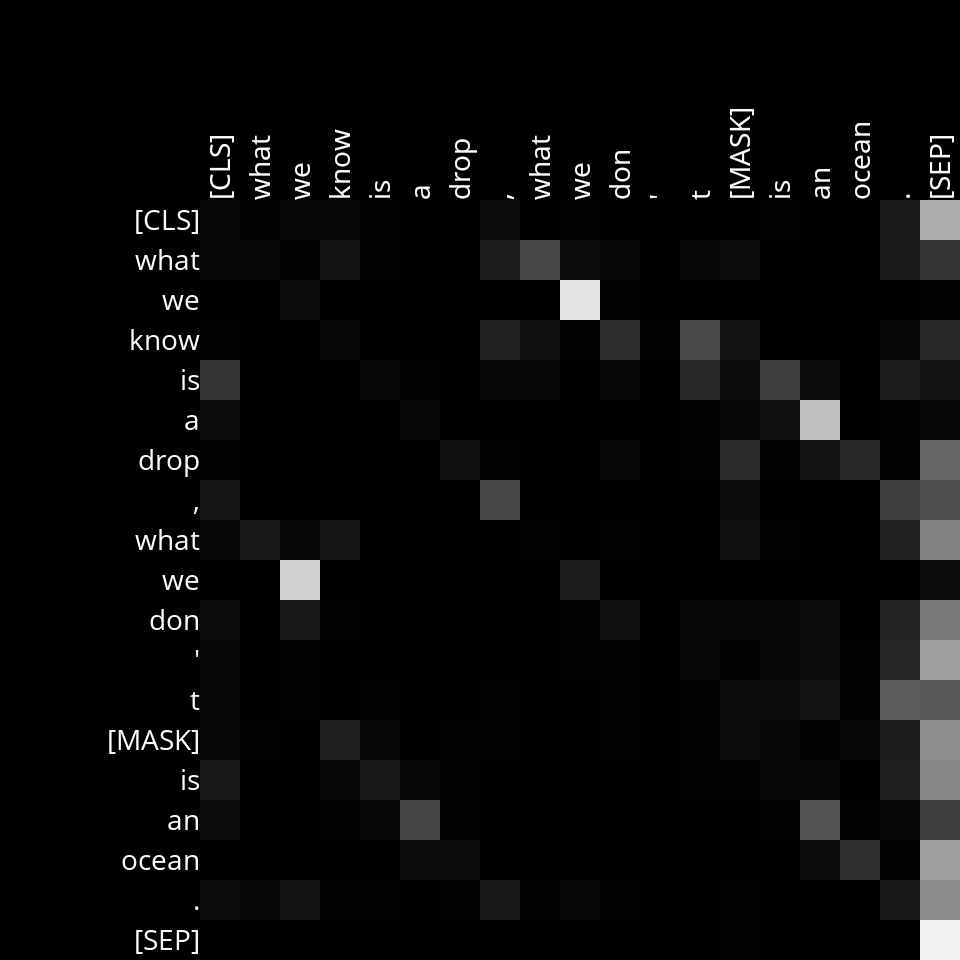 [CLS] what we know is a drop , what we don ' t [MASK] is an ocean . [SEP]
[CLS]
what
we
know
is
a
drop
,
what
we
don
'
t
[MASK]
is
an
ocean
.
[SEP]